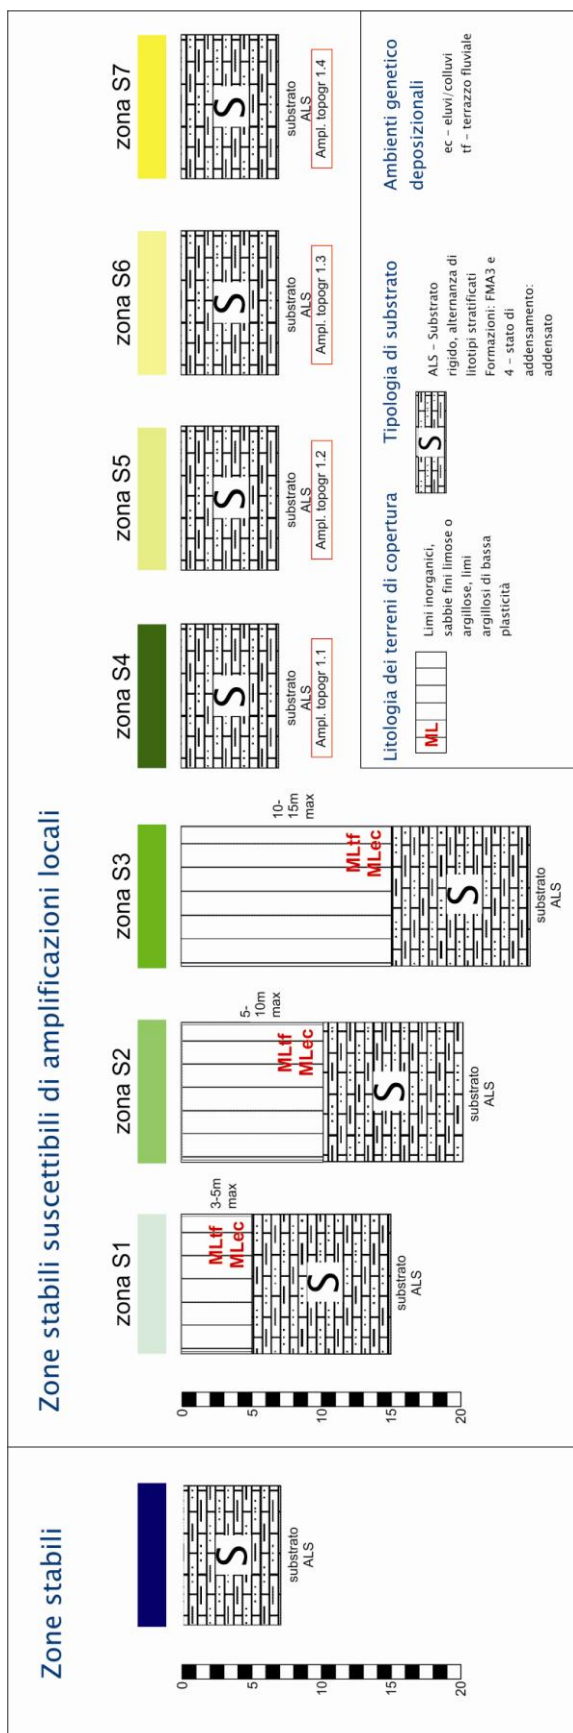 Zone stabili
0
5
10
15
20
S
substrato
ALS
Zone stabili suscettibili di amplificazioni locali
0
5
10
15
20
zona S1
3-5m
max
MLtf
MLec
S
substrato
ALS
zona S2
5-
10m
max
MLtf
MLec
S
substrato
ALS
zona S3
10-
15m
max
MLtf
MLec
S
substrato
ALS
zona S4
S
substrato
ALS
Ampl. topogr 1.1
zona S5
S
substrato
ALS
Ampl. topogr 1.2
zona S6
S
substrato
ALS
Ampl. topogr 1.3
zona S7
S
substrato
ALS
Ampl. topogr 1.4
Litologia dei terreni di copertura
ML
Limi inorganici,
sabbie fini limose o
argillose, limi
argillosi di bassa
plasticità
Tipologia di substrato
S
ALS – Substrato
rigido, alternanza di
litotipi stratificati
Formazioni: FMA3 e
4 – stato di
addensamento:
addensato
Ambienti genetico
deposizionali
ec – eluvi/colluvi
tf – terrazzo fluviale